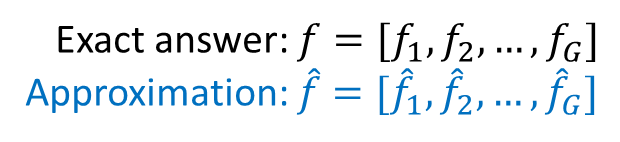 Exact answer: f = [f₁, f₂, …, f_G]
Approximation: f̂ = [f̂₁, f̂₂, …, f̂_G]